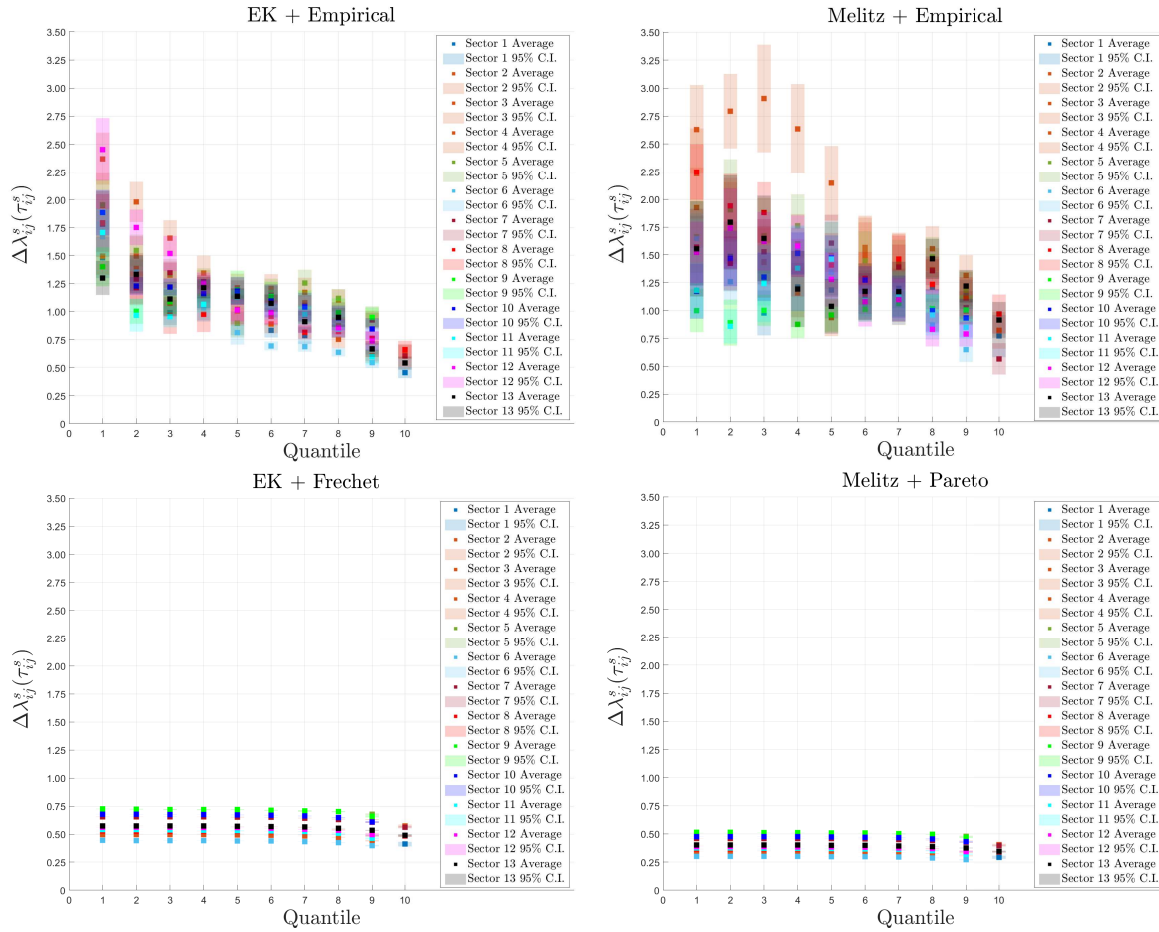 EK + Empirical
Δλ^s_{ij}(τ^s_{ij})
3.50
3.25
3.00
2.75
2.50
2.25
2.00
1.75
1.50
1.25
1.00
0.75
0.50
0.25
0
0 1 2 3 4 5 6 7 8 9 10
Quantile
Sector 1 Average
Sector 1 95% C.I.
Sector 2 Average
Sector 2 95% C.I.
Sector 3 Average
Sector 3 95% C.I.
Sector 4 Average
Sector 4 95% C.I.
Sector 5 Average
Sector 5 95% C.I.
Sector 6 Average
Sector 6 95% C.I.
Sector 7 Average
Sector 7 95% C.I.
Sector 8 Average
Sector 8 95% C.I.
Sector 9 Average
Sector 9 95% C.I.
Sector 10 Average
Sector 10 95% C.I.
Sector 11 Average
Sector 11 95% C.I.
Sector 12 Average
Sector 12 95% C.I.
Sector 13 Average
Sector 13 95% C.I.
Melitz + Empirical
Δλ^s_{ij}(τ^s_{ij})
3.50
3.25
3.00
2.75
2.50
2.25
2.00
1.75
1.50
1.25
1.00
0.75
0.50
0.25
0
0 1 2 3 4 5 6 7 8 9 10
Quantile
Sector 1 Average
Sector 1 95% C.I.
Sector 2 Average
Sector 2 95% C.I.
Sector 3 Average
Sector 3 95% C.I.
Sector 4 Average
Sector 4 95% C.I.
Sector 5 Average
Sector 5 95% C.I.
Sector 6 Average
Sector 6 95% C.I.
Sector 7 Average
Sector 7 95% C.I.
Sector 8 Average
Sector 8 95% C.I.
Sector 9 Average
Sector 9 95% C.I.
Sector 10 Average
Sector 10 95% C.I.
Sector 11 Average
Sector 11 95% C.I.
Sector 12 Average
Sector 12 95% C.I.
Sector 13 Average
Sector 13 95% C.I.
EK + Frechet
Δλ^s_{ij}(τ^s_{ij})
3.50
3.25
3.00
2.75
2.50
2.25
2.00
1.75
1.50
1.25
1.00
0.75
0.50
0.25
0
0 1 2 3 4 5 6 7 8 9 10
Quantile
Sector 1 Average
Sector 1 95% C.I.
Sector 2 Average
Sector 2 95% C.I.
Sector 3 Average
Sector 3 95% C.I.
Sector 4 Average
Sector 4 95% C.I.
Sector 5 Average
Sector 5 95% C.I.
Sector 6 Average
Sector 6 95% C.I.
Sector 7 Average
Sector 7 95% C.I.
Sector 8 Average
Sector 8 95% C.I.
Sector 9 Average
Sector 9 95% C.I.
Sector 10 Average
Sector 10 95% C.I.
Sector 11 Average
Sector 11 95% C.I.
Sector 12 Average
Sector 12 95% C.I.
Sector 13 Average
Sector 13 95% C.I.
Melitz + Pareto
Δλ^s_{ij}(τ^s_{ij})
3.50
3.25
3.00
2.75
2.50
2.25
2.00
1.75
1.50
1.25
1.00
0.75
0.50
0.25
0
0 1 2 3 4 5 6 7 8 9 10
Quantile
Sector 1 Average
Sector 1 95% C.I.
Sector 2 Average
Sector 2 95% C.I.
Sector 3 Average
Sector 3 95% C.I.
Sector 4 Average
Sector 4 95% C.I.
Sector 5 Average
Sector 5 95% C.I.
Sector 6 Average
Sector 6 95% C.I.
Sector 7 Average
Sector 7 95% C.I.
Sector 8 Average
Sector 8 95% C.I.
Sector 9 Average
Sector 9 95% C.I.
Sector 10 Average
Sector 10 95% C.I.
Sector 11 Average
Sector 11 95% C.I.
Sector 12 Average
Sector 12 95% C.I.
Sector 13 Average
Sector 13 95% C.I.